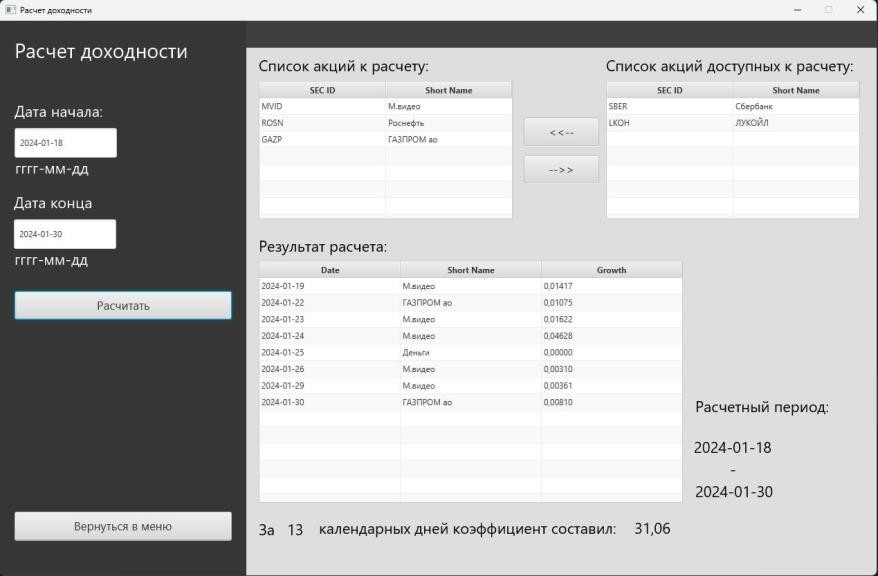 Расчет доходности
Расчет доходности
Дата начала:
2024-01-18
гггг-мм-дд
Дата конца
2024-01-30
гггг-мм-дд
Расчитать
Вернуться в меню
Список акций к расчету:
SEC ID Short Name
MVID М.видео
ROSN Роснефть
GAZP ГАЗПРОМ ао
<<--
-->>
Список акций доступных к расчету:
SEC ID Short Name
SBER Сбербанк
LKOH ЛУКОЙЛ
Результат расчета:
Date Short Name Growth
2024-01-19 М.видео 0,01417
2024-01-22 ГАЗПРОМ ао 0,01075
2024-01-23 М.видео 0,01622
2024-01-24 М.видео 0,04628
2024-01-25 Деньги 0,00000
2024-01-26 М.видео 0,00310
2024-01-29 М.видео 0,00361
2024-01-30 ГАЗПРОМ ао 0,00810
Расчетный период:
2024-01-18
-
2024-01-30
За 13 календарных дней коэффициент составил: 31,06